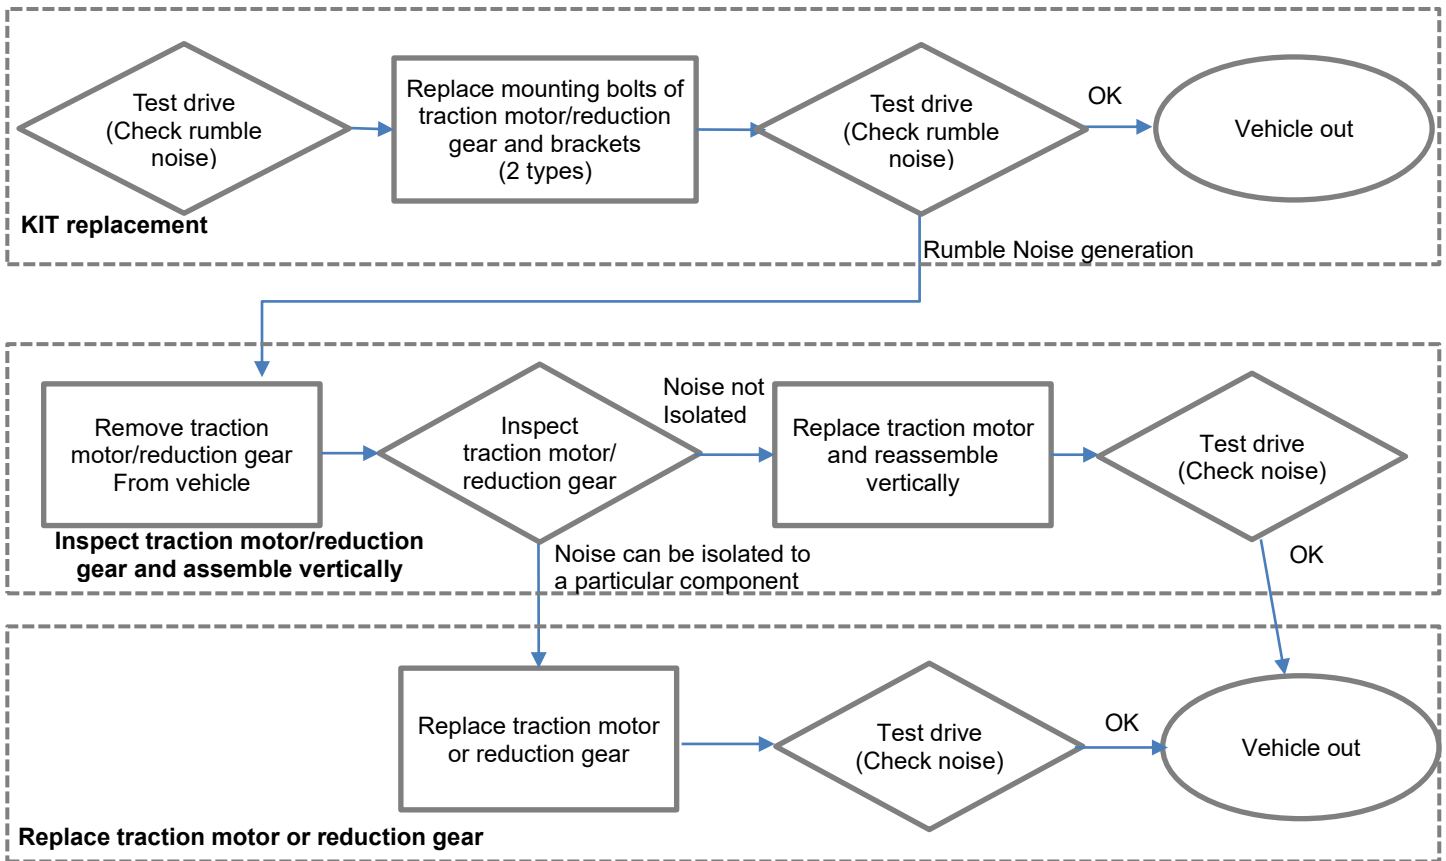 Test drive
(Check rumble
noise)
Replace mounting bolts of
traction motor/reduction
gear and brackets
(2 types)
Test drive
(Check rumble
noise)
OK
Vehicle out
KIT replacement
Rumble Noise generation
Remove traction
motor/reduction gear
From vehicle
Inspect
traction motor/
reduction gear
Noise not
Isolated
Replace traction motor
and reassemble
vertically
Test drive
(Check noise)
Inspect traction motor/reduction
gear and assemble vertically
Noise can be isolated to
a particular component
OK
Replace traction motor
or reduction gear
Test drive
(Check noise)
OK
Vehicle out
Replace traction motor or reduction gear